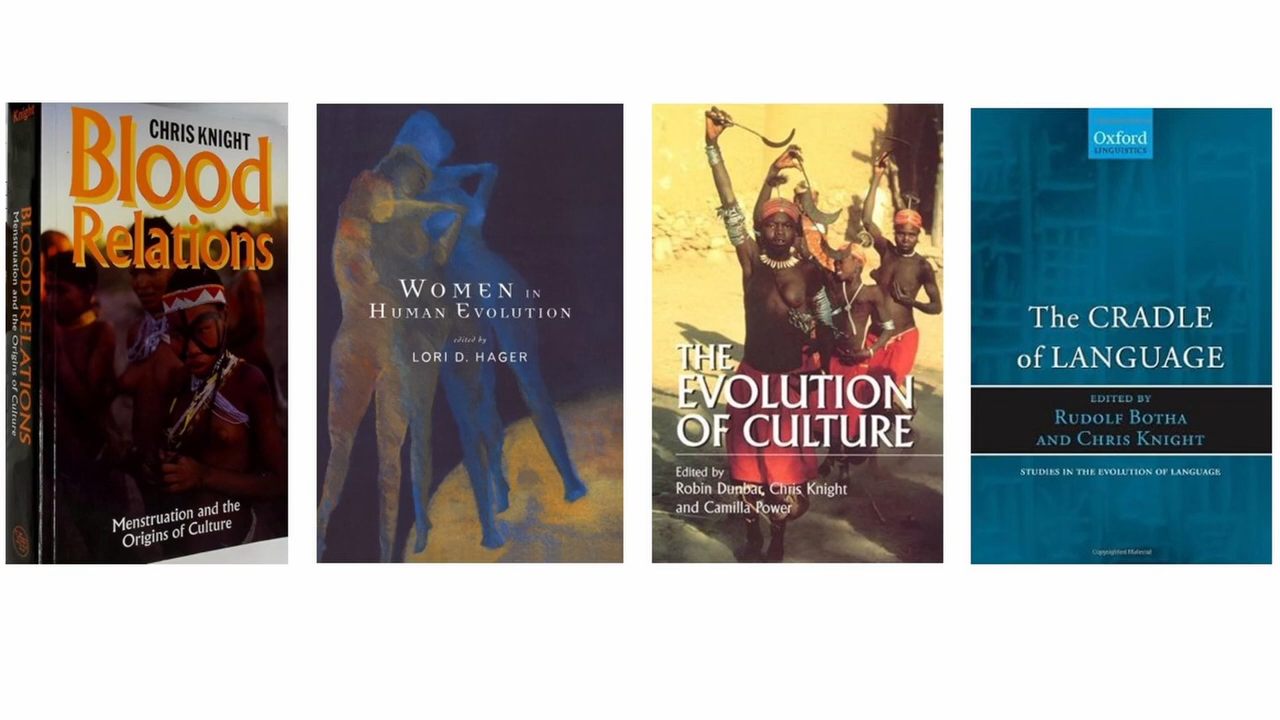 Knight
BLOOD RELATIONS
Menstruation and the Origins of Culture
CHRIS KNIGHT
Blood
Relations
Menstruation and the
Origins of Culture
WOMEN IN
HUMAN EVOLUTION
edited by
LORI D. HAGER
THE
EVOLUTION
OF CULTURE
Edited by
Robin Dunbar, Chris Knight
and Camilla Power
Oxford
LINGUISTICS
The CRADLE
of LANGUAGE
EDITED BY
RUDOLF BOTHA
AND CHRIS KNIGHT
STUDIES IN THE EVOLUTION OF LANGUAGE
Copyrighted Material